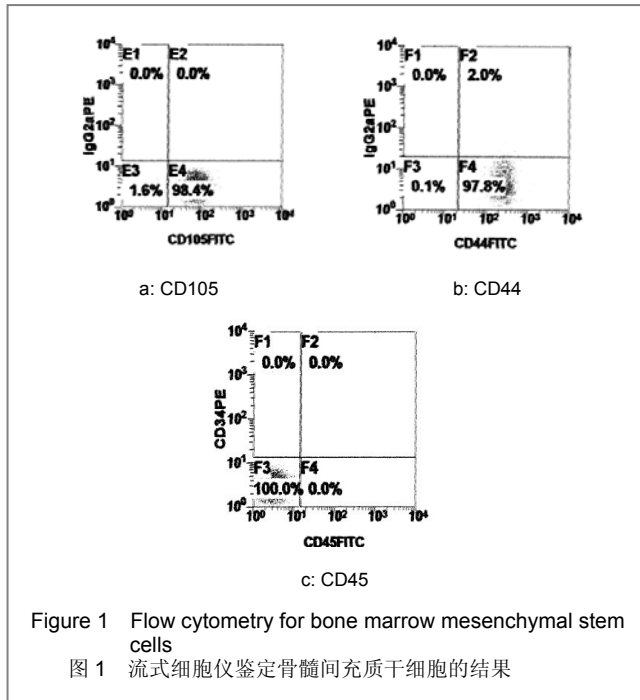 10⁴
E1 E2
0.0% 0.0%
10³
IgG2aPE
10²
10¹
E3 E4
1.6% 98.4%
10⁰
10⁰ 10¹ 10² 10³ 10⁴
CD105FITC
a: CD105
10⁴
F1 F2
0.0% 2.0%
10³
IgG2aPE
10²
10¹
F3 F4
0.1% 97.8%
10⁰
10⁰ 10¹ 10² 10³ 10⁴
CD44FITC
b: CD44
10⁴
F1 F2
0.0% 0.0%
10³
CD34PE
10²
10¹
F3 F4
100.0% 0.0%
10⁰
10⁰ 10¹ 10² 10³ 10⁴
CD45FITC
c: CD45
Figure 1 Flow cytometry for bone marrow mesenchymal stem
cells
图 1 流式细胞仪鉴定骨髓间充质干细胞的结果